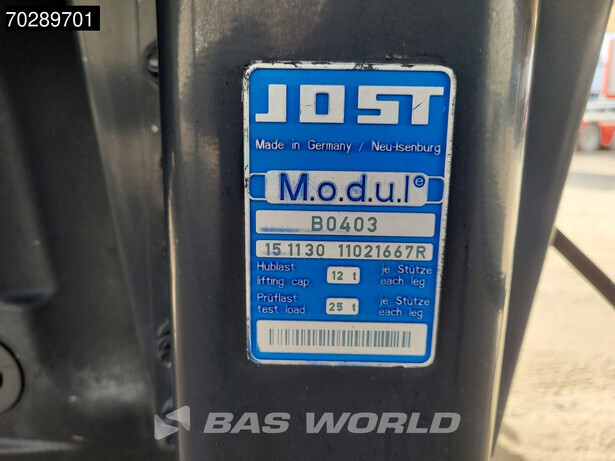 70289701
JOST
Made in Germany / Neu-Isenburg
M.o.d.u.l e
B0403
15 1130 11021667R
Hublast
lifting cap. 12 t je Stütze
each leg
Prüflast
test load 25 t je Stütze
each leg
BAS WORLD